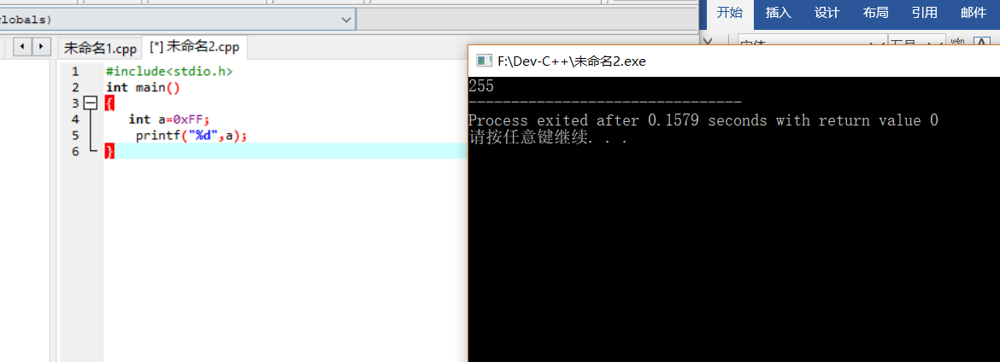 lobals)
开始 插入 设计 布局 引用 邮件
未命名1.cpp [*] 未命名2.cpp
wén A
F:\Dev-C++\未命名2.exe
1 #include<stdio.h>
2 int main()
3 {
4 int a=0xFF;
5 printf("%d",a);
6 }
255
--------------------------------
Process exited after 0.1579 seconds with return value 0
请按任意键继续. . .